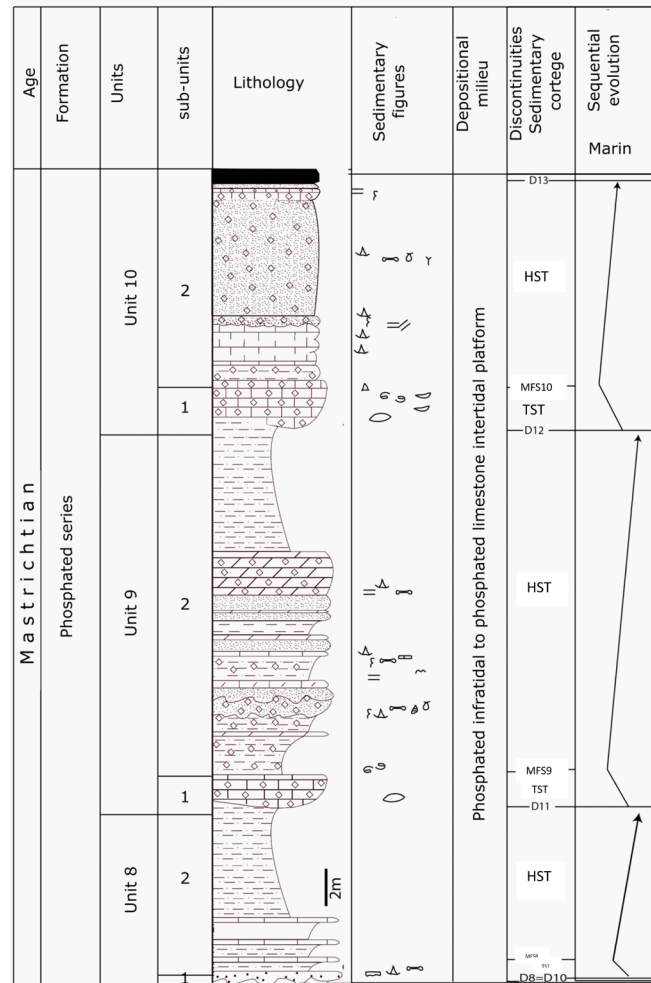 Age
Formation
Units
sub-units
Lithology
Sedimentary
figures
Depositional
milieu
Discontinuities
Sedimentary
cortege
Sequential
evolution
Marin
Mastrichtian
Phosphated series
Unit 10
2
1
Unit 9
2
1
Unit 8
2
1
2m
Phosphated infratidal to phosphated limestone intertidal platform
D13
HST
MFS10
TST
D12
HST
MFS9
TST
D11
HST
MFS8
TST
D8=D10